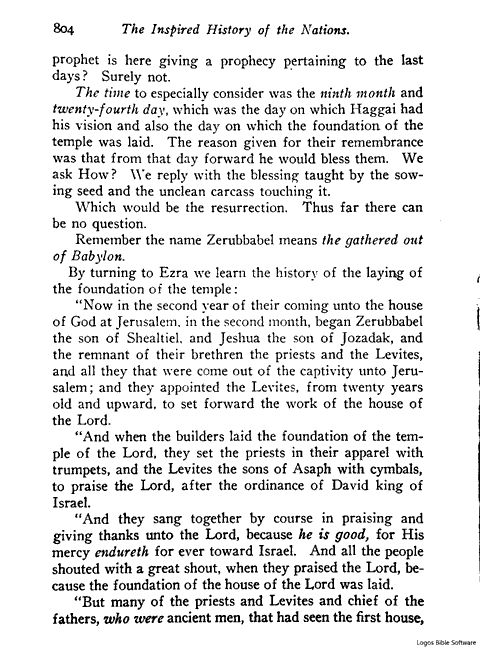 804 The Inspired History of the Nations.
prophet is here giving a prophecy pertaining to the last
days? Surely not.
The time to especially consider was the ninth month and
twenty-fourth day, which was the day on which Haggai had
his vision and also the day on which the foundation of the
temple was laid. The reason given for their remembrance
was that from that day forward he would bless them. We
ask How? We reply with the blessing taught by the sow-
ing seed and the unclean carcass touching it.
Which would be the resurrection. Thus far there can
be no question.
Remember the name Zerubbabel means the gathered out
of Babylon.
By turning to Ezra we learn the history of the laying of
the foundation of the temple:
"Now in the second year of their coming unto the house
of God at Jerusalem, in the second month, began Zerubbabel
the son of Shealtiel, and Jeshua the son of Jozadak, and
the remnant of their brethren the priests and the Levites,
and all they that were come out of the captivity unto Jeru-
salem; and they appointed the Levites, from twenty years
old and upward, to set forward the work of the house of
the Lord.
"And when the builders laid the foundation of the tem-
ple of the Lord, they set the priests in their apparel with
trumpets, and the Levites the sons of Asaph with cymbals,
to praise the Lord, after the ordinance of David king of
Israel.
"And they sang together by course in praising and
giving thanks unto the Lord, because he is good, for His
mercy endureth for ever toward Israel. And all the people
shouted with a great shout, when they praised the Lord, be-
cause the foundation of the house of the Lord was laid.
"But many of the priests and Levites and chief of the
fathers, who were ancient men, that had seen the first house,
Logos Bible Software